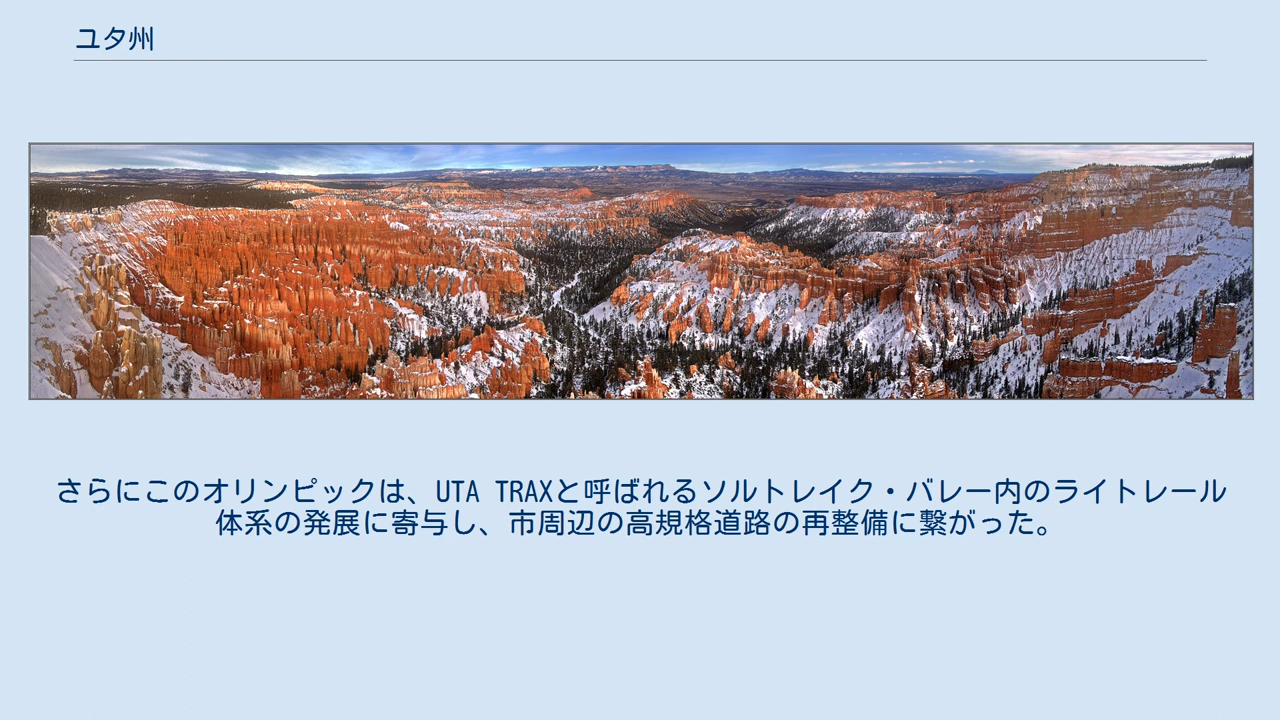 ユタ州
さらにこのオリンピックは、UTA TRAXと呼ばれるソルトレイク・バレー内のライトレール
体系の発展に寄与し、市周辺の高規格道路の再整備に繋がった。